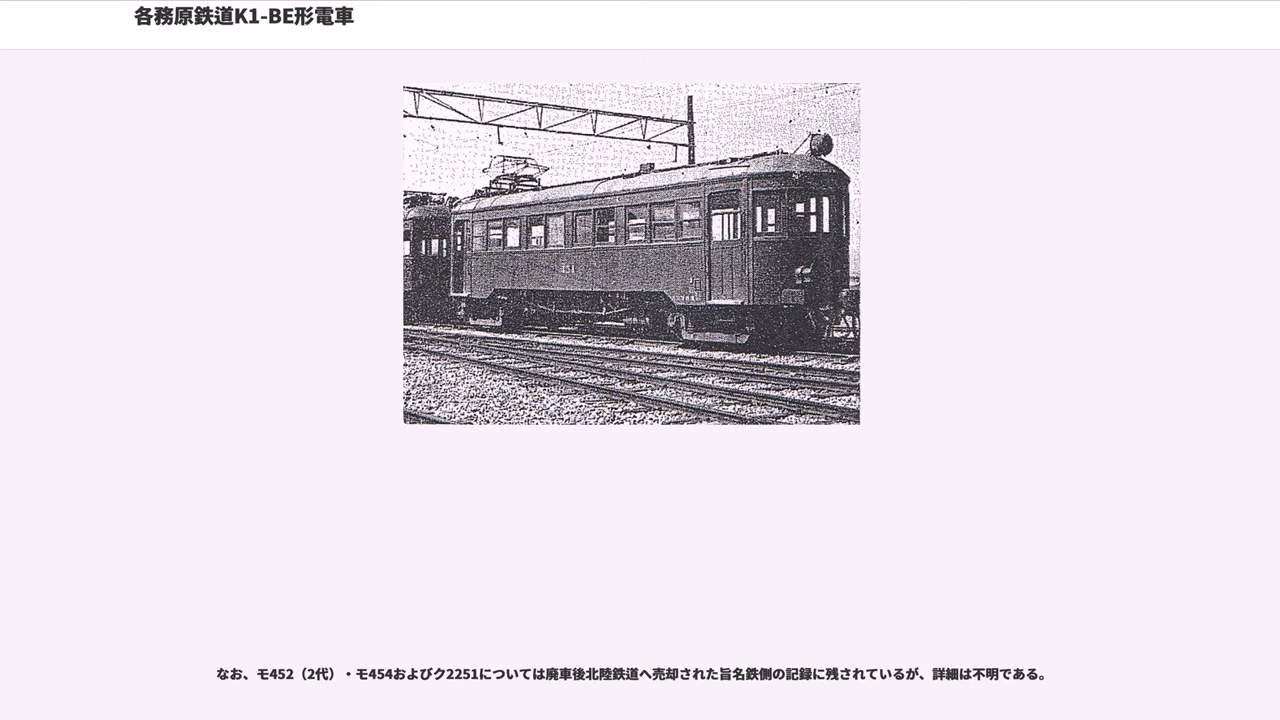 各務原鉄道K1-BE形電車
351
なお、モ452（2代）・モ454およびク2251については廃車後北陸鉄道へ売却された旨名鉄側の記録に残されているが、詳細は不明である。